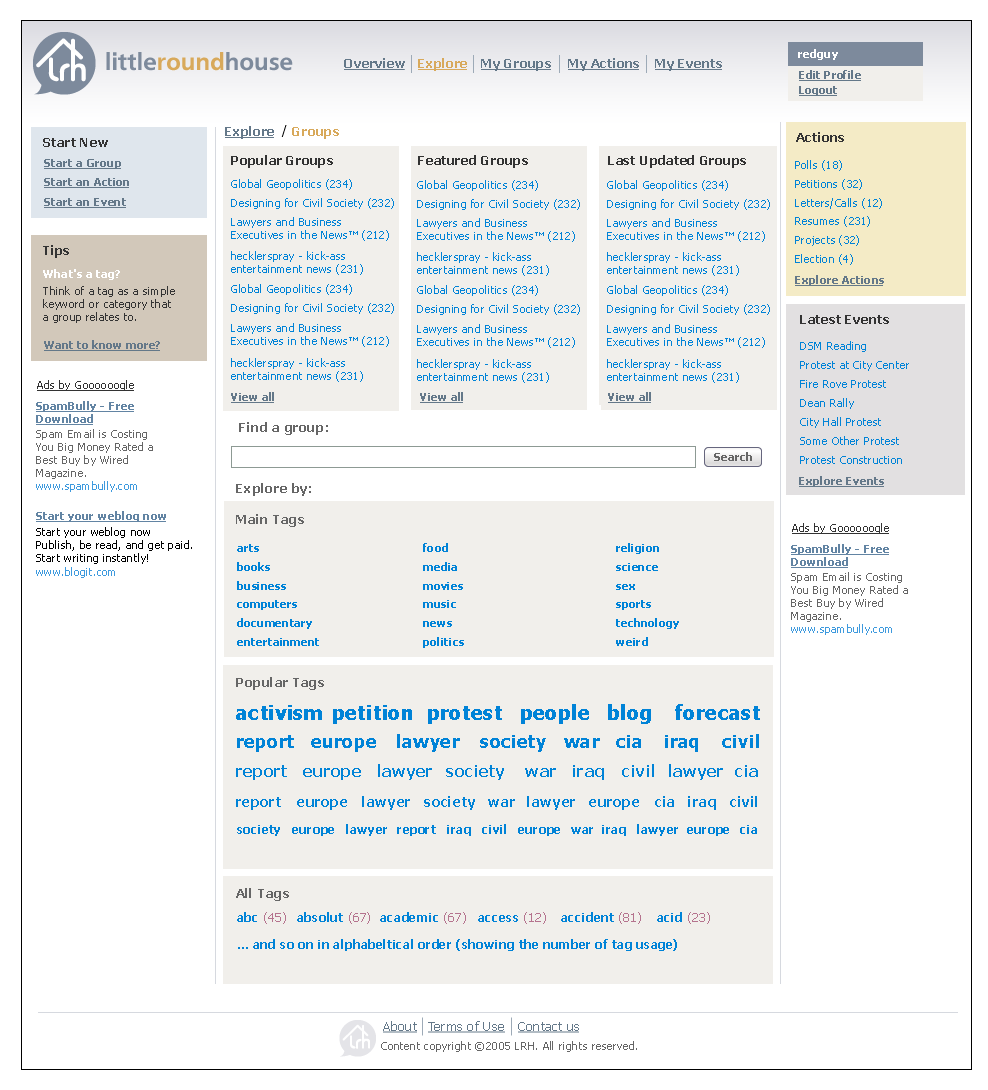 lrh littleroundhouse
Overview Explore My Groups My Actions My Events
redguy
Edit Profile
Logout
Start New
Start a Group
Start an Action
Start an Event
Tips
What's a tag?
Think of a tag as a simple
keyword or category that
a group relates to.
Want to know more?
Ads by Goooooogle
SpamBully - Free
Download
Spam Email is Costing
You Big Money Rated a
Best Buy by Wired
Magazine.
www.spambully.com
Start your weblog now
Start your weblog now
Publish, be read, and get paid.
Start writing instantly!
www.blogit.com
Explore / Groups
Popular Groups
Global Geopolitics (234)
Designing for Civil Society (232)
Lawyers and Business
Executives in the News™ (212)
hecklerspray - kick-ass
entertainment news (231)
Global Geopolitics (234)
Designing for Civil Society (232)
Lawyers and Business
Executives in the News™ (212)
hecklerspray - kick-ass
entertainment news (231)
View all
Featured Groups
Global Geopolitics (234)
Designing for Civil Society (232)
Lawyers and Business
Executives in the News™ (212)
hecklerspray - kick-ass
entertainment news (231)
Global Geopolitics (234)
Designing for Civil Society (232)
Lawyers and Business
Executives in the News™ (212)
hecklerspray - kick-ass
entertainment news (231)
View all
Last Updated Groups
Global Geopolitics (234)
Designing for Civil Society (232)
Lawyers and Business
Executives in the News™ (212)
hecklerspray - kick-ass
entertainment news (231)
Global Geopolitics (234)
Designing for Civil Society (232)
Lawyers and Business
Executives in the News™ (212)
hecklerspray - kick-ass
entertainment news (231)
View all
Find a group:
Search
Explore by:
Main Tags
arts food religion
books media science
business movies sex
computers music sports
documentary news technology
entertainment politics weird
Popular Tags
activism petition protest people blog forecast
report europe lawyer society war cia iraq civil
report europe lawyer society war iraq civil lawyer cia
report europe lawyer society war lawyer europe cia iraq civil
society europe lawyer report iraq civil europe war iraq lawyer europe cia
All Tags
abc (45) absolut (67) academic (67) access (12) accident (81) acid (23)
... and so on in alphabeltical order (showing the number of tag usage)
Actions
Polls (18)
Petitions (32)
Letters/Calls (12)
Resumes (231)
Projects (32)
Election (4)
Explore Actions
Latest Events
DSM Reading
Protest at City Center
Fire Rove Protest
Dean Rally
City Hall Protest
Some Other Protest
Protest Construction
Explore Events
Ads by Goooooogle
SpamBully - Free
Download
Spam Email is Costing
You Big Money Rated a
Best Buy by Wired
Magazine.
www.spambully.com
lrh
About Terms of Use Contact us
Content copyright ©2005 LRH. All rights reserved.